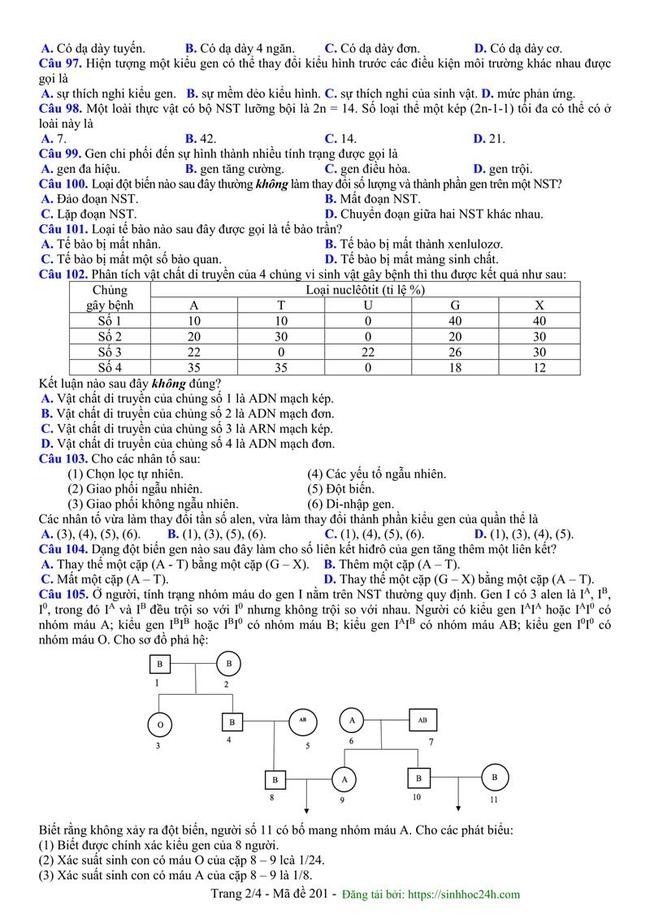 A. Có dạ dày tuyến. B. Có dạ dày 4 ngăn. C. Có dạ dày đơn. D. Có dạ dày cơ.
Câu 97. Hiện tượng một kiểu gen có thể thay đổi kiểu hình trước các điều kiện môi trường khác nhau được
gọi là
A. sự thích nghi kiểu gen. B. sự mềm dẻo kiểu hình. C. sự thích nghi của sinh vật. D. mức phản ứng.
Câu 98. Một loài thực vật có bộ NST lưỡng bội là 2n = 14. Số loại thể một kép (2n-1-1) tối đa có thể có ở
loài này là
A. 7. B. 42. C. 14. D. 21.
Câu 99. Gen chi phối đến sự hình thành nhiều tính trạng được gọi là
A. gen đa hiệu. B. gen tăng cường. C. gen điều hòa. D. gen trội.
Câu 100. Loại đột biến nào sau đây thường không làm thay đổi số lượng và thành phần gen trên một NST?
A. Đảo đoạn NST. B. Mất đoạn NST.
C. Lặp đoạn NST. D. Chuyển đoạn giữa hai NST khác nhau.
Câu 101. Loại tế bào nào sau đây được gọi là tế bào trần?
A. Tế bào bị mất nhân. B. Tế bào bị mất thành xenlulozơ.
C. Tế bào bị mất một số bào quan. D. Tế bào bị mất màng sinh chất.
Câu 102. Phân tích vật chất di truyền của 4 chủng vi sinh vật gây bệnh thì thu được kết quả như sau:
Chủng gây bệnh Loại nuclêôtit (tỉ lệ %)
A T U G X
Số 1 10 10 0 40 40
Số 2 20 30 0 20 30
Số 3 22 0 22 26 30
Số 4 35 35 0 18 12
Kết luận nào sau đây không đúng?
A. Vật chất di truyền của chủng số 1 là ADN mạch kép.
B. Vật chất di truyền của chủng số 2 là ADN mạch đơn.
C. Vật chất di truyền của chủng số 3 là ARN mạch kép.
D. Vật chất di truyền của chủng số 4 là ADN mạch đơn.
Câu 103. Cho các nhân tố sau:
(1) Chọn lọc tự nhiên. (4) Các yếu tố ngẫu nhiên.
(2) Giao phối ngẫu nhiên. (5) Đột biến.
(3) Giao phối không ngẫu nhiên. (6) Di-nhập gen.
Các nhân tố vừa làm thay đổi tần số alen, vừa làm thay đổi thành phần kiểu gen của quần thể là
A. (3), (4), (5), (6). B. (1), (3), (5), (6). C. (1), (4), (5), (6). D. (1), (3), (4), (5).
Câu 104. Dạng đột biến gen nào sau đây làm cho số liên kết hiđrô của gen tăng thêm một liên kết?
A. Thay thế một cặp (A - T) bằng một cặp (G – X). B. Thêm một cặp (A – T).
C. Mất một cặp (A – T). D. Thay thế một cặp (G – X) bằng một cặp (A – T).
Câu 105. Ở người, tính trạng nhóm máu do gen I nằm trên NST thường quy định. Gen I có 3 alen là Iᴬ, Iᴮ,
I⁰, trong đó Iᴬ và Iᴮ đều trội so với I⁰ nhưng không trội so với nhau. Người có kiểu gen IᴬIᴬ hoặc IᴬI⁰ có
nhóm máu A; kiểu gen IᴮIᴮ hoặc IᴮI⁰ có nhóm máu B; kiểu gen IᴬIᴮ có nhóm máu AB; kiểu gen I⁰I⁰ có
nhóm máu O. Cho sơ đồ phả hệ:
B B
1 2
O B AB A AB
3 4 5 6 7
B A B B
8 9 10 11
Biết rằng không xảy ra đột biến, người số 11 có bố mang nhóm máu A. Cho các phát biểu:
(1) Biết được chính xác kiểu gen của 8 người.
(2) Xác suất sinh con có máu O của cặp 8 – 9 lcà 1/24.
(3) Xác suất sinh con có máu A của cặp 8 – 9 là 1/8.
Trang 2/4 - Mã đề 201 - Đăng tải bởi: https://sinhhoc24h.com